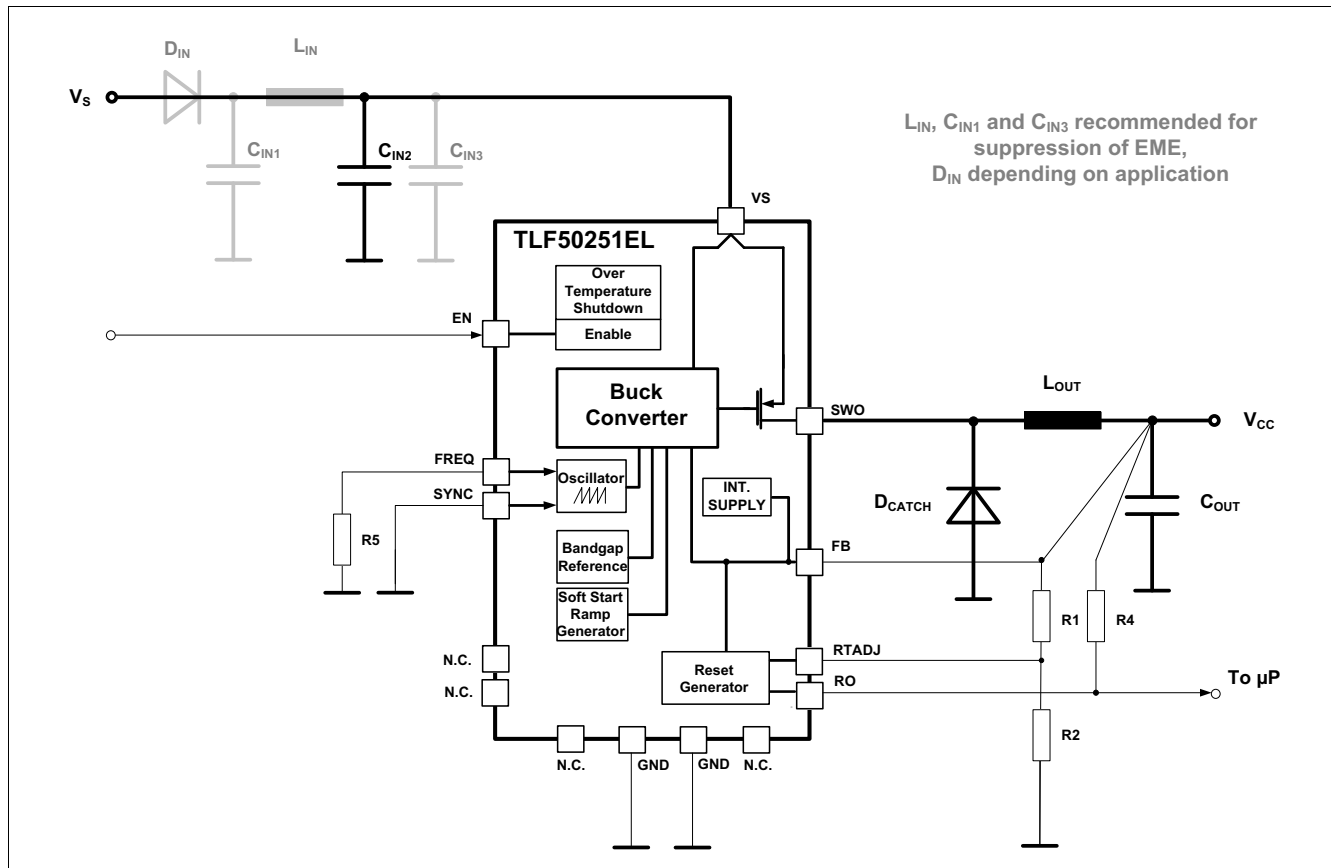 D_IN
L_IN
V_S
C_IN1
C_IN2
C_IN3
L_IN, C_IN1 and C_IN3 recommended for
suppression of EME,
D_IN depending on application
VS
TLF50251EL
Over
Temperature
Shutdown
EN
Enable
Buck
Converter
L_OUT
SWO
V_CC
FREQ
Oscillator
SYNC
INT.
SUPPLY
D_CATCH
C_OUT
R5
Bandgap
Reference
FB
Soft Start
Ramp
Generator
R1
R4
N.C.
RTADJ
Reset
Generator
N.C.
RO
To µP
R2
N.C.
GND
GND
N.C.